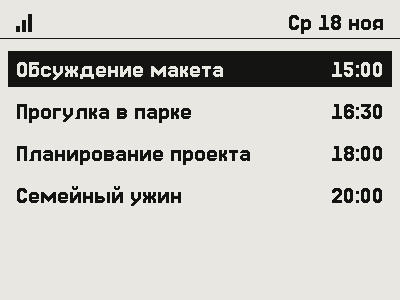 Ср 18 ноя
Обсуждение макета 15:00
Прогулка в парке 16:30
Планирование проекта 18:00
Семейный ужин 20:00